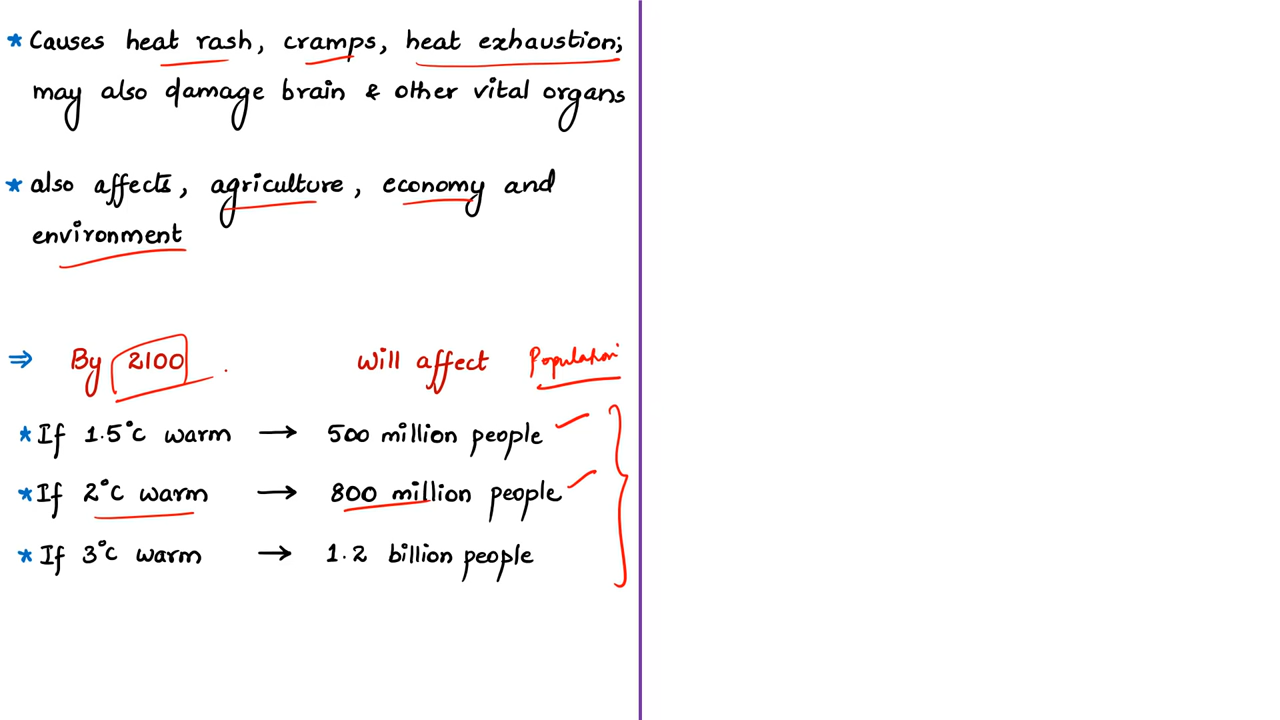 * Causes heat rash, cramps, heat exhaustion;
may also damage brain & other vital organs
* also affects, agriculture, economy and
environment
⇒ By 2100 will affect Population
* If 1.5°C warm → 500 million people
* If 2°C warm → 800 million people
* If 3°C warm → 1.2 billion people